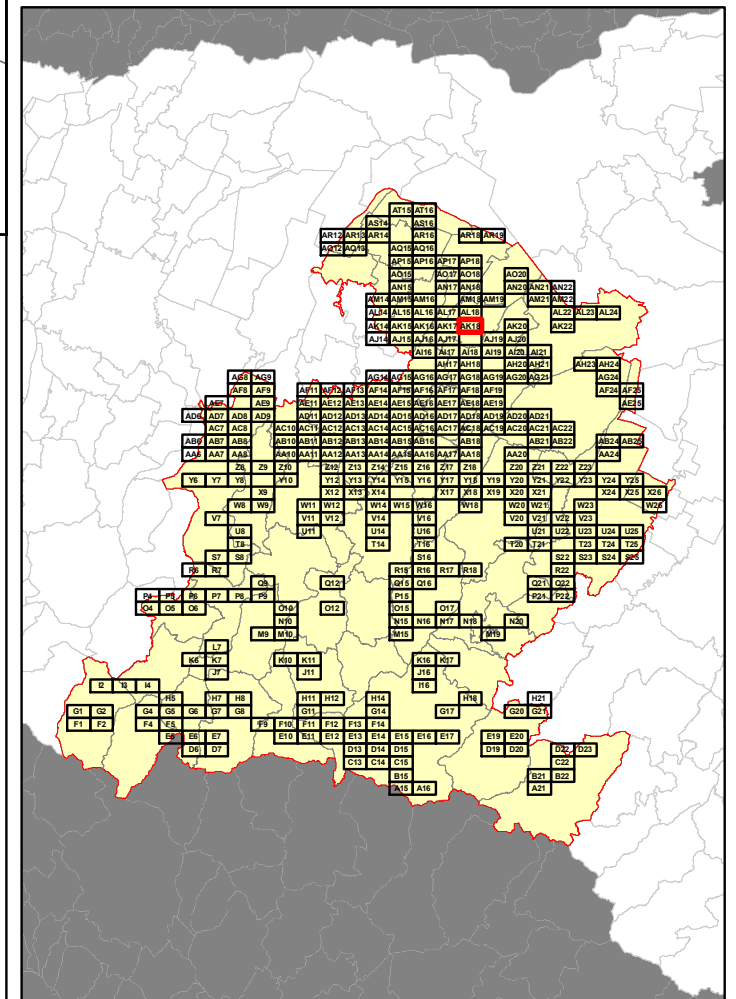 AT15 AT16
AS14 AS16
AR12 AR13 AR14 AR16 AR18 AR19
AQ12 AQ13 AQ15 AQ16
AP15 AP16 AP17 AP18
AO15 AO17 AO18 AO20
AN15 AN17 AN18 AN20 AN21 AN22
AM14 AM15 AM16 AM18 AM19 AM21 AM22
AL14 AL15 AL16 AL17 AL18 AL22 AL23 AL24
AK14 AK15 AK16 AK17 AK18 AK20 AK22
AJ14 AJ15 AJ16 AJ17 AJ19 AJ20
AI16 AI17 AI18 AI19 AI20 AI21
AH17 AH18 AH20 AH21 AH23 AH24
AG8 AG9 AG14 AG15 AG16 AG17 AG18 AG19 AG20 AG21 AG24
AF8 AF9 AF11 AF12 AF13 AF14 AF15 AF16 AF17 AF18 AF19 AF24 AF25
AE7 AE9 AE11 AE12 AE13 AE14 AE15 AE16 AE17 AE18 AE19 AE25
AD6 AD7 AD8 AD9 AD11 AD12 AD13 AD14 AD15 AD16 AD17 AD18 AD19 AD20 AD21
AC7 AC8 AC10 AC11 AC12 AC13 AC14 AC15 AC16 AC17 AC18 AC19 AC20 AC21 AC22
AB6 AB7 AB8 AB10 AB11 AB12 AB13 AB14 AB15 AB16 AB18 AB21 AB22 AB24 AB25
AA6 AA7 AA8 AA10 AA11 AA12 AA13 AA14 AA15 AA16 AA17 AA18 AA20 AA24
Z8 Z9 Z10 Z12 Z13 Z14 Z15 Z16 Z17 Z18 Z20 Z21 Z22 Z23
Y6 Y7 Y8 Y10 Y12 Y13 Y14 Y15 Y16 Y17 Y18 Y19 Y20 Y21 Y22 Y23 Y24 Y25
X9 X12 X13 X14 X17 X18 X19 X20 X21 X24 X25 X26
W8 W9 W11 W12 W14 W15 W16 W18 W20 W21 W23 W26
V7 V11 V12 V14 V16 V20 V21 V22 V23
U8 U11 U14 U16 U21 U22 U23 U24 U25
T8 T14 T16 T20 T21 T23 T24 T25
S7 S8 S16 S22 S23 S24 S25
R6 R7 R15 R16 R17 R18 R22
Q9 Q12 Q15 Q16 Q21 Q22
P4 P5 P6 P7 P8 P9 P15 P21 P22
O4 O5 O6 O10 O12 O15 O17
N10 N15 N16 N17 N18 N20
M9 M10 M15 M19
L7
K6 K7 K10 K11 K16 K17
J7 J11 J16
I2 I3 I4 I16
H5 H7 H8 H11 H12 H14 H18 H21
G1 G2 G4 G5 G6 G7 G8 G11 G14 G17 G20 G21
F1 F2 F4 F5 F9 F10 F11 F12 F13 F14
E5 E6 E7 E10 E11 E12 E13 E14 E15 E16 E17 E19 E20
D6 D7 D13 D14 D15 D19 D20 D22 D23
C13 C14 C15 C22
B15 B21 B22
A15 A16 A21